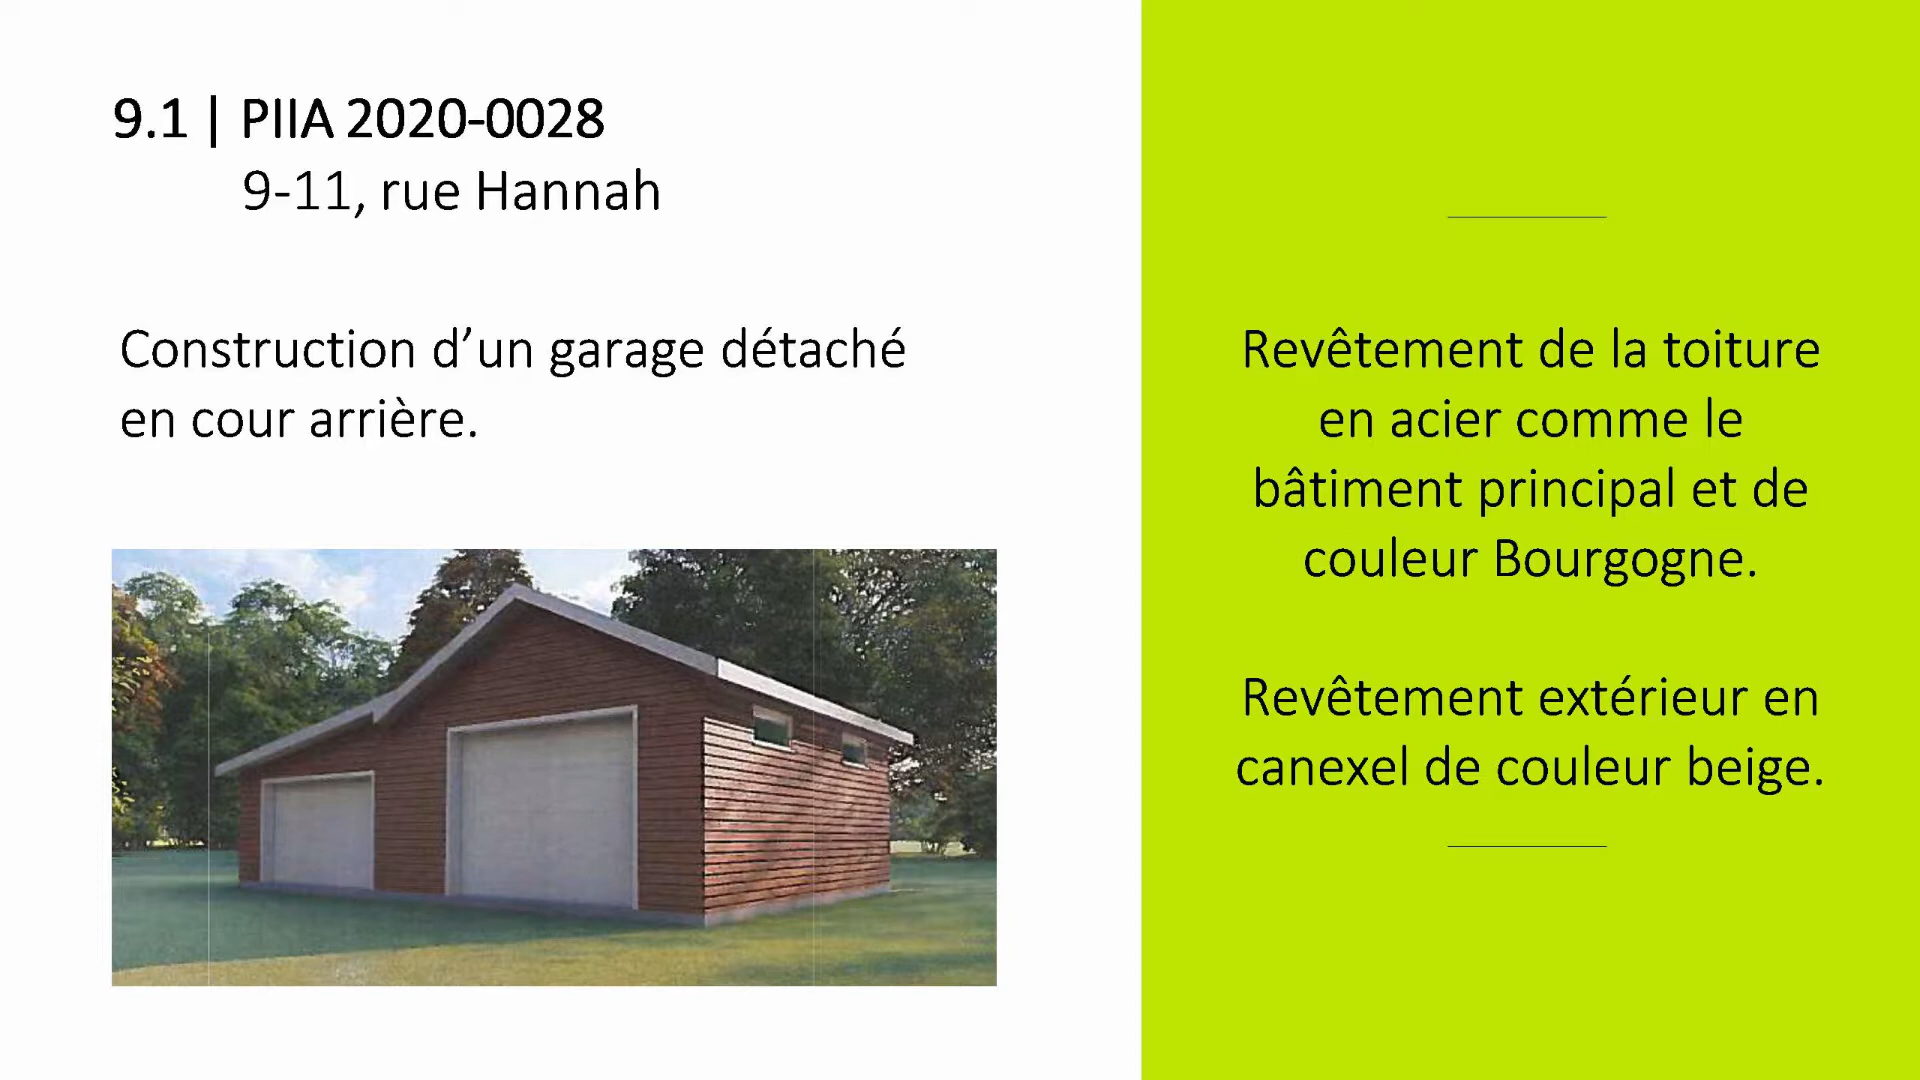 9.1 | PIIA 2020-0028
9-11, rue Hannah
Construction d’un garage détaché
en cour arrière.
Revêtement de la toiture
en acier comme le
bâtiment principal et de
couleur Bourgogne.
Revêtement extérieur en
canexel de couleur beige.